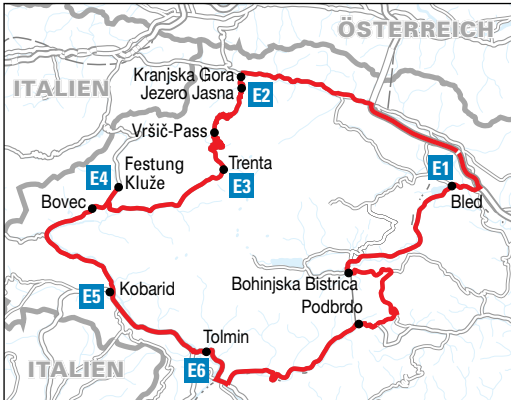 ÖSTERREICH
ITALIEN
Kranjska Gora
Jezero Jasna
E2
Vršič-Pass
Festung
Kluže
E4
Trenta
E3
E1
Bled
Bovec
Bohinjska Bistrica
Podbrdo
E5
Kobarid
Tolmin
E6
ITALIEN